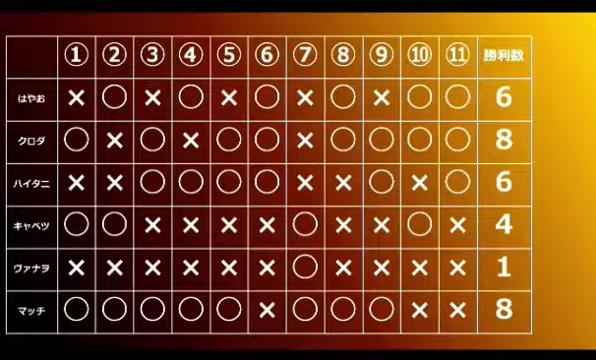 ① ② ③ ④ ⑤ ⑥ ⑦ ⑧ ⑨ ⑩ ⑪ 勝利数
はやお × ○ × ○ × ○ × ○ × ○ ○ 6
クロダ ○ × ○ × ○ ○ × ○ ○ ○ ○ 8
ハイタニ × × ○ ○ ○ ○ × × ○ × ○ 6
キャベツ ○ ○ × × × × ○ × × ○ × 4
ヴァナヲ × × × × × × ○ × × × × 1
マッチ ○ ○ ○ ○ ○ × ○ ○ ○ × × 8